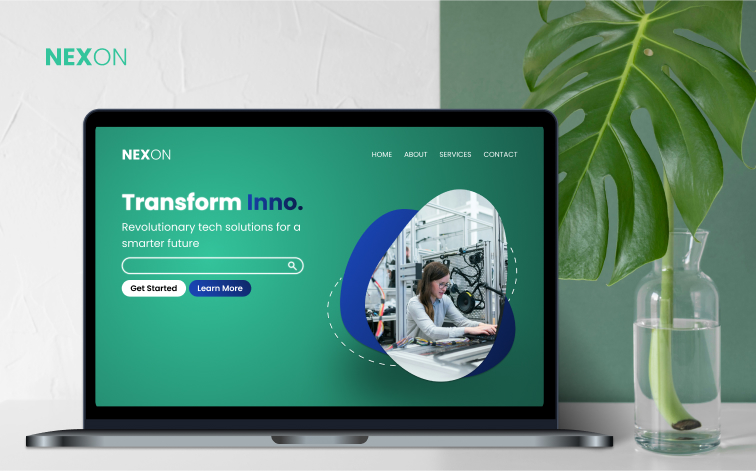 NEXON
NEXON
HOME ABOUT SERVICES CONTACT
Transform Inno.
Revolutionary tech solutions for a
smarter future
Get Started Learn More